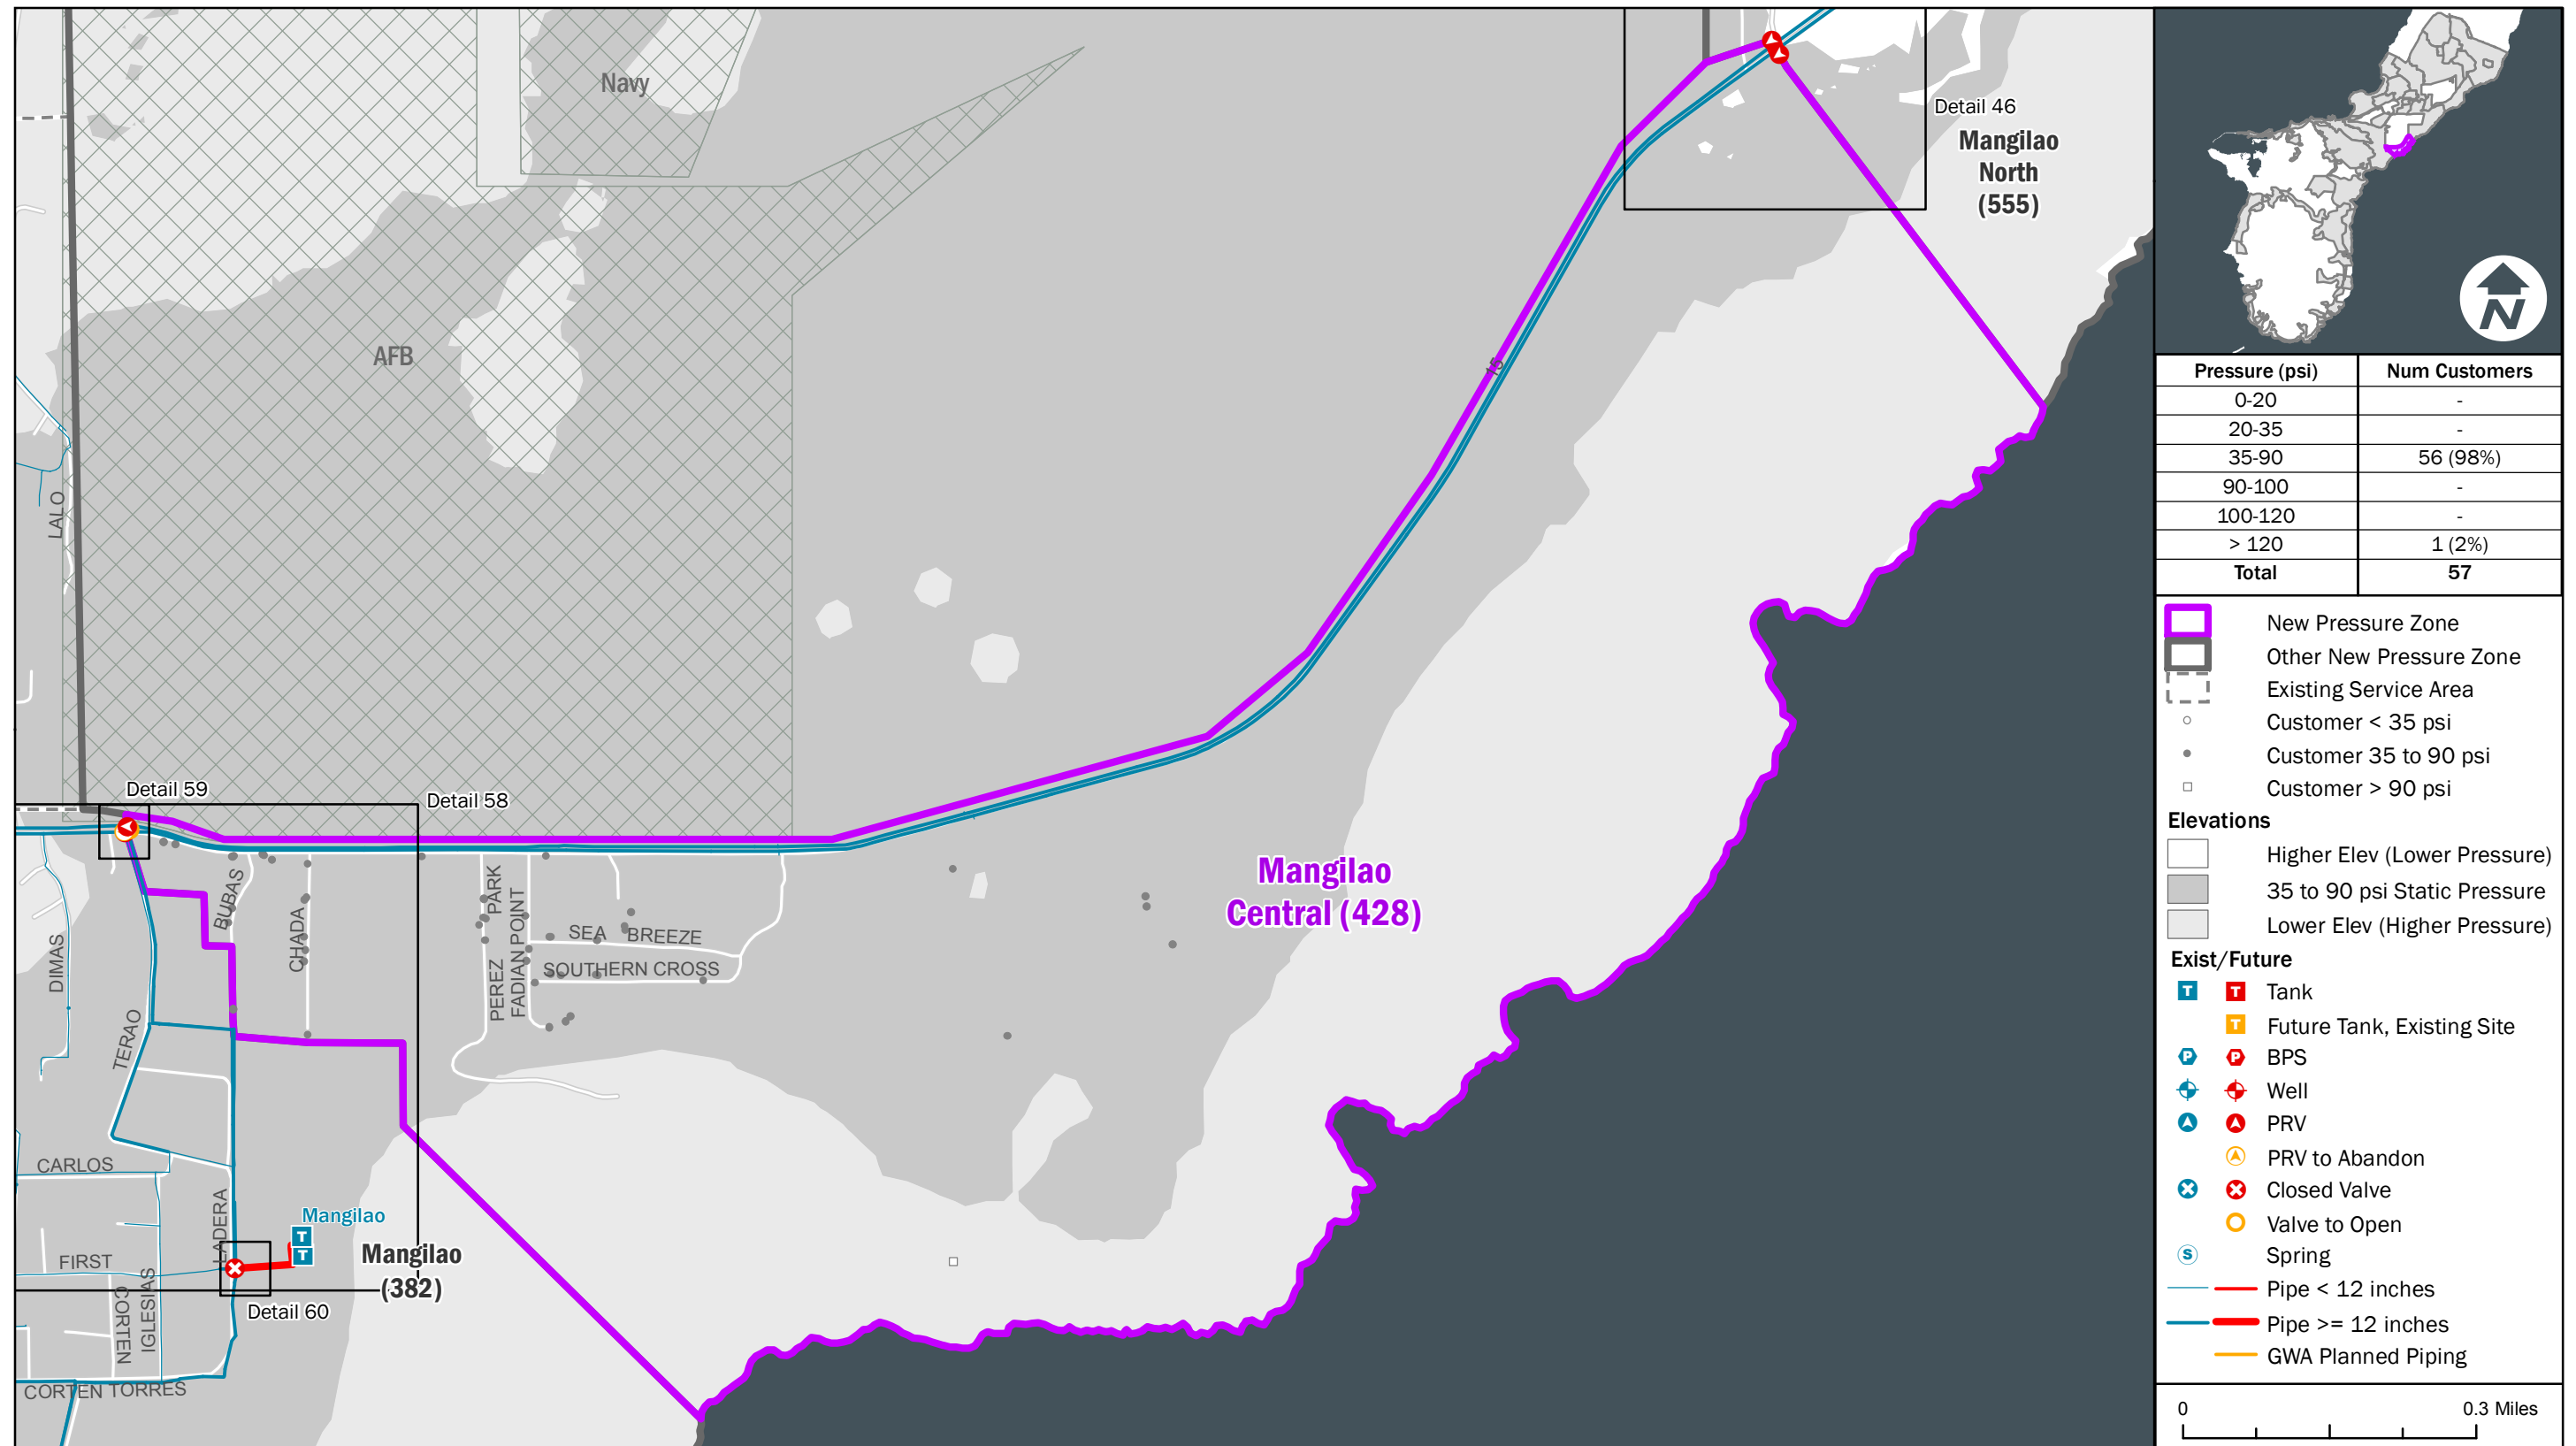 Navy
AFB
Detail 46
Mangilao
North
(555)
15
LALO
Detail 59
Detail 58
Mangilao
Central (428)
BUBAS
CHADA
PARK
PEREZ
FADIAN POINT
SEA BREEZE
SOUTHERN CROSS
DIMAS
TERAO
CARLOS
LADERA
Mangilao
T
T
FIRST
Mangilao
(382)
Detail 60
CORTEN
IGLESIAS
CORTEN TORRES
N
Pressure (psi) Num Customers
0-20 -
20-35 -
35-90 56 (98%)
90-100 -
100-120 -
> 120 1 (2%)
Total 57
New Pressure Zone
Other New Pressure Zone
Existing Service Area
Customer < 35 psi
Customer 35 to 90 psi
Customer > 90 psi
Elevations
Higher Elev (Lower Pressure)
35 to 90 psi Static Pressure
Lower Elev (Higher Pressure)
Exist/Future
T T Tank
T Future Tank, Existing Site
P P BPS
Well
PRV
PRV to Abandon
Closed Valve
Valve to Open
S Spring
Pipe < 12 inches
Pipe >= 12 inches
GWA Planned Piping
0 0.3 Miles